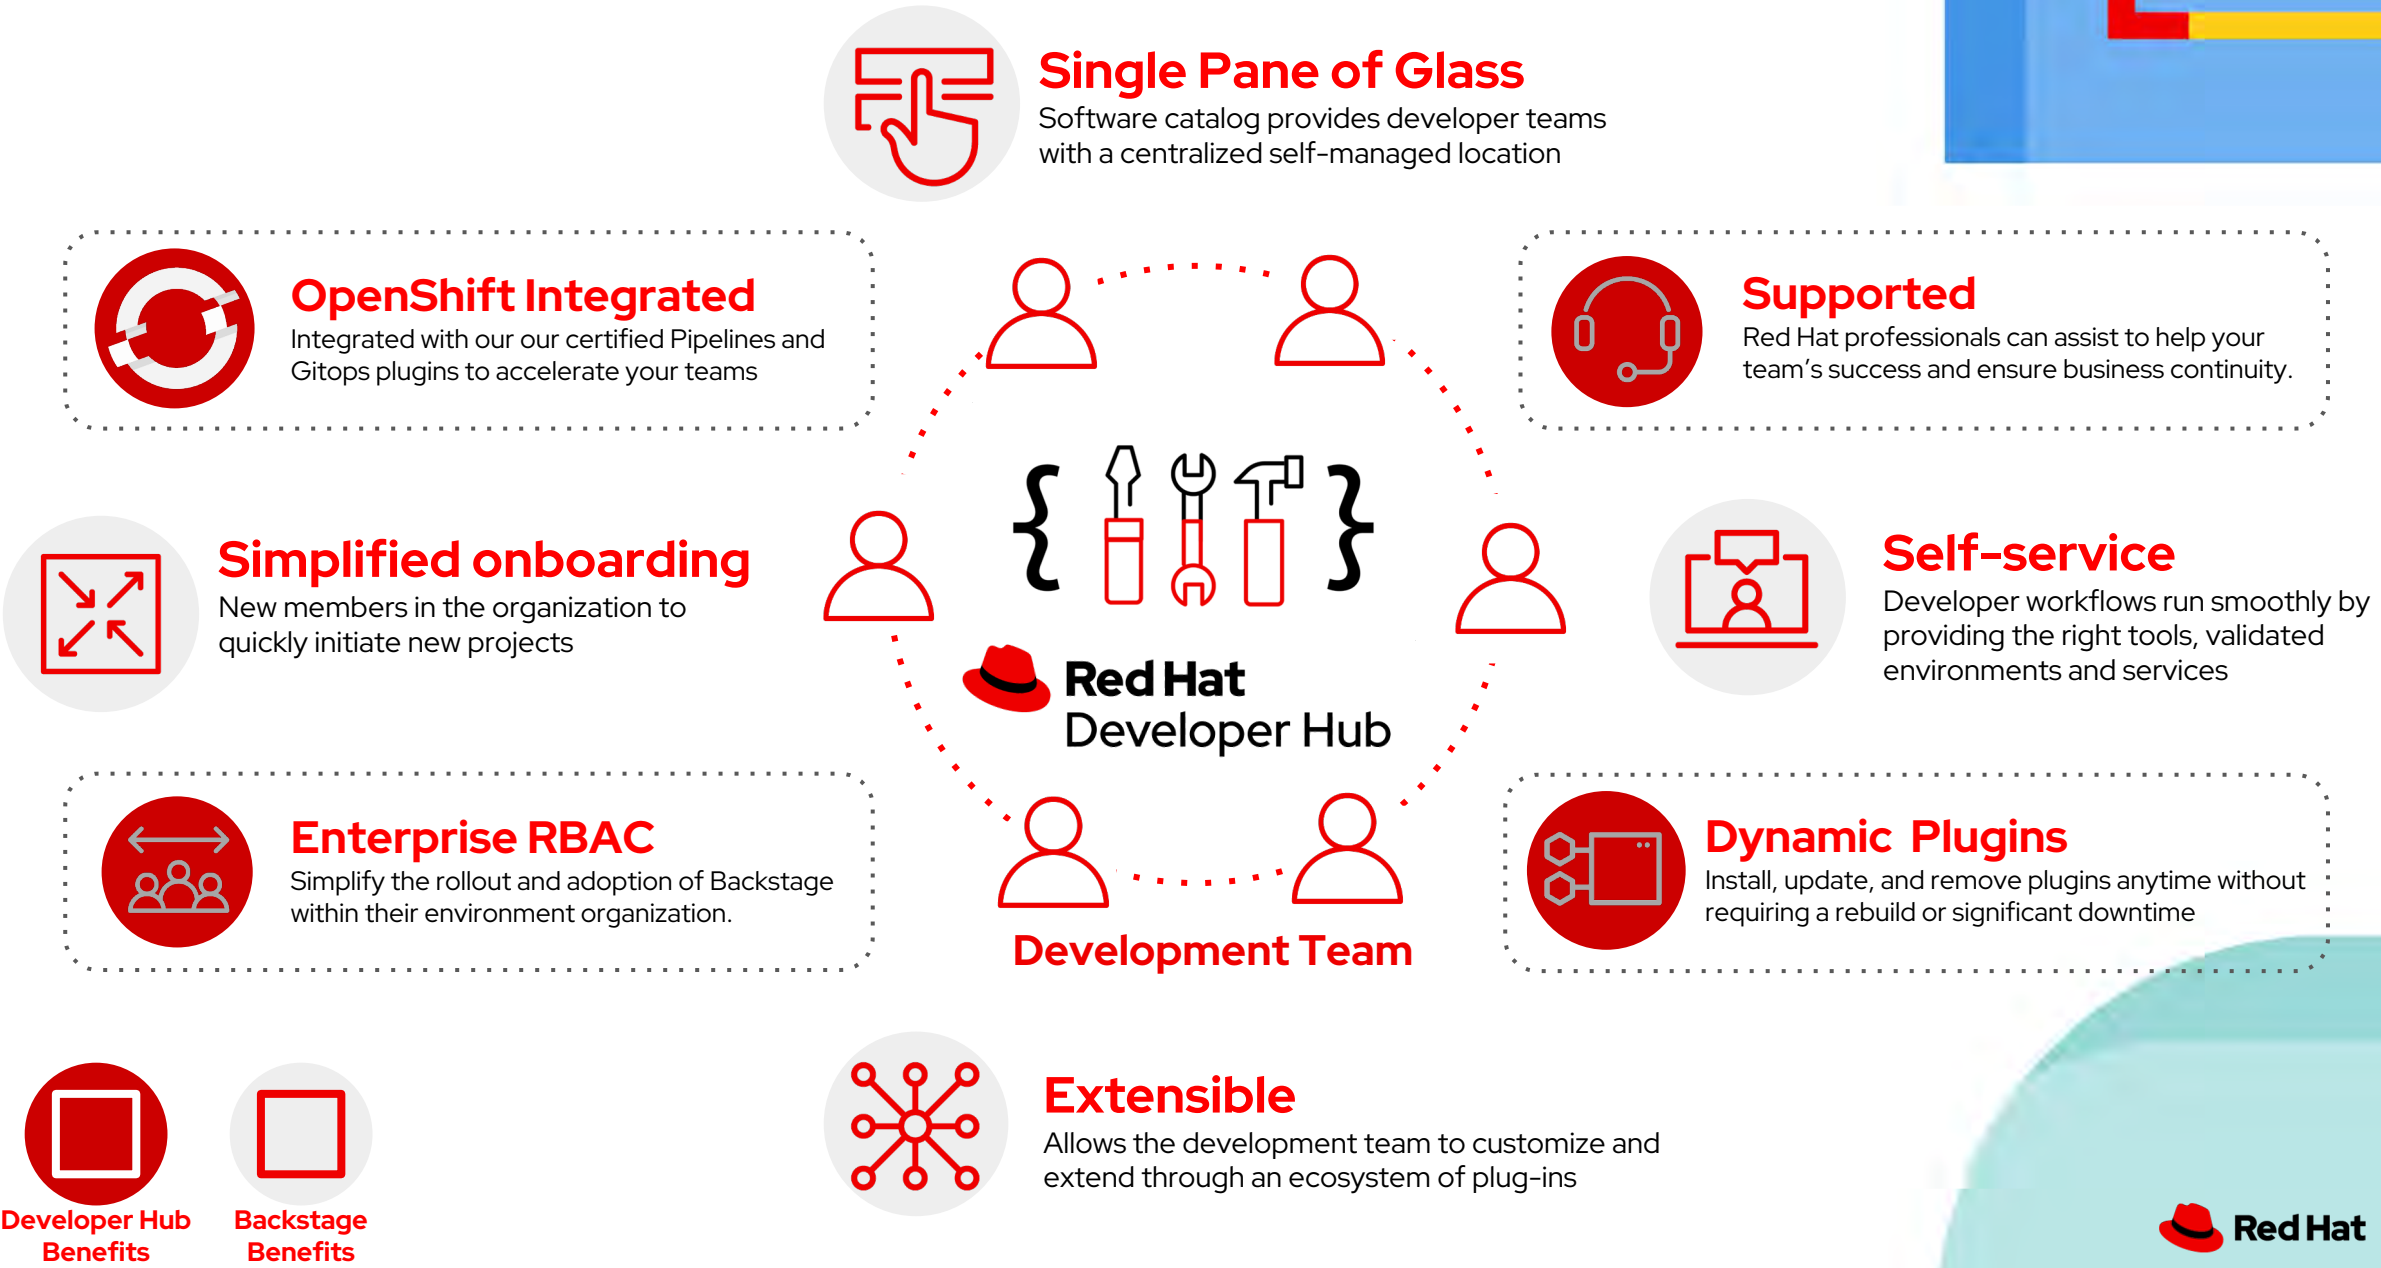 Single Pane of Glass
Software catalog provides developer teams
with a centralized self-managed location
OpenShift Integrated
Integrated with our our certified Pipelines and
Gitops plugins to accelerate your teams
Supported
Red Hat professionals can assist to help your
team's success and ensure business continuity.
Simplified onboarding
New members in the organization to
quickly initiate new projects
Red Hat
Developer Hub
Self-service
Developer workflows run smoothly by
providing the right tools, validated
environments and services
Enterprise RBAC
Simplify the rollout and adoption of Backstage
within their environment organization.
Development Team
Dynamic Plugins
Install, update, and remove plugins anytime without
requiring a rebuild or significant downtime
Extensible
Allows the development team to customize and
extend through an ecosystem of plug-ins
Developer Hub
Benefits
Backstage
Benefits
Red Hat